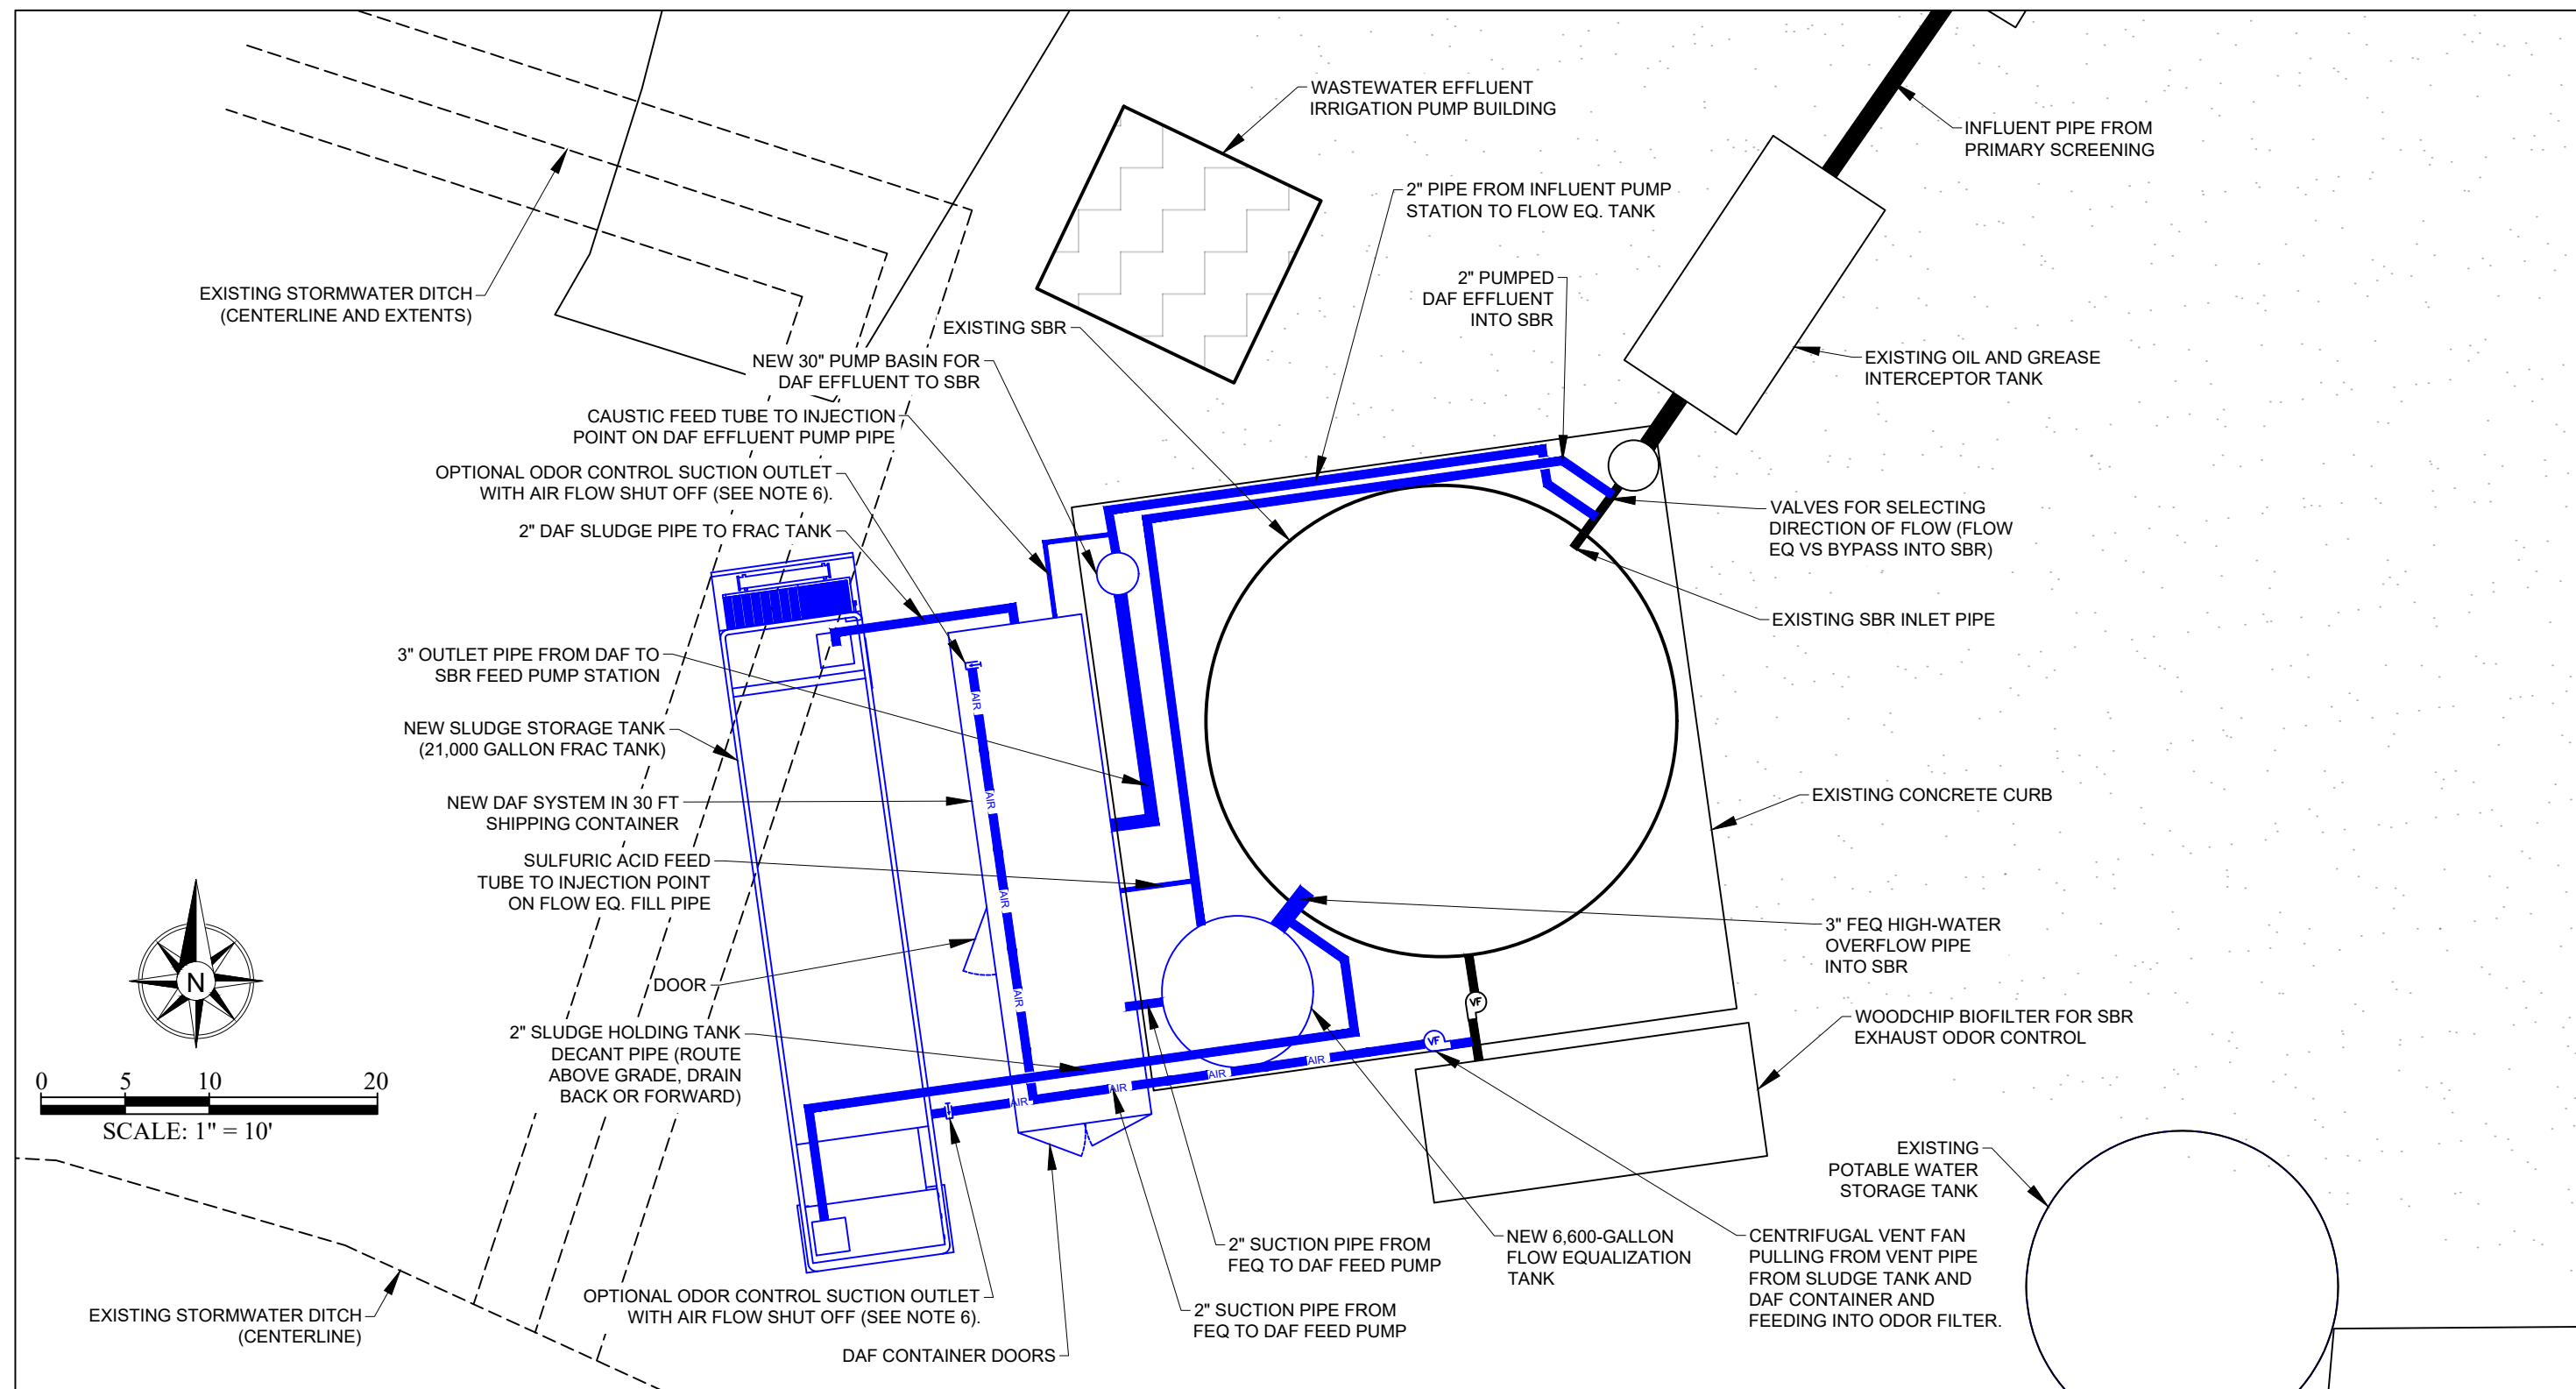 WASTEWATER EFFLUENT
IRRIGATION PUMP BUILDING
INFLUENT PIPE FROM
PRIMARY SCREENING
2" PIPE FROM INFLUENT PUMP
STATION TO FLOW EQ. TANK
2" PUMPED
DAF EFFLUENT
INTO SBR
EXISTING STORMWATER DITCH
(CENTERLINE AND EXTENTS)
EXISTING SBR
NEW 30" PUMP BASIN FOR
DAF EFFLUENT TO SBR
EXISTING OIL AND GREASE
INTERCEPTOR TANK
CAUSTIC FEED TUBE TO INJECTION
POINT ON DAF EFFLUENT PUMP PIPE
OPTIONAL ODOR CONTROL SUCTION OUTLET
WITH AIR FLOW SHUT OFF (SEE NOTE 6).
2" DAF SLUDGE PIPE TO FRAC TANK
VALVES FOR SELECTING
DIRECTION OF FLOW (FLOW
EQ VS BYPASS INTO SBR)
EXISTING SBR INLET PIPE
3" OUTLET PIPE FROM DAF TO
SBR FEED PUMP STATION
NEW SLUDGE STORAGE TANK
(21,000 GALLON FRAC TANK)
NEW DAF SYSTEM IN 30 FT
SHIPPING CONTAINER
EXISTING CONCRETE CURB
SULFURIC ACID FEED
TUBE TO INJECTION POINT
ON FLOW EQ. FILL PIPE
3" FEQ HIGH-WATER
OVERFLOW PIPE
INTO SBR
DOOR
N
AIR
AIR
AIR
AIR
AIR
AIR
AIR
AIR
VF
VF
2" SLUDGE HOLDING TANK
DECANT PIPE (ROUTE
ABOVE GRADE, DRAIN
BACK OR FORWARD)
WOODCHIP BIOFILTER FOR SBR
EXHAUST ODOR CONTROL
0 5 10 20
SCALE: 1" = 10'
EXISTING
POTABLE WATER
STORAGE TANK
2" SUCTION PIPE FROM
FEQ TO DAF FEED PUMP
NEW 6,600-GALLON
FLOW EQUALIZATION
TANK
CENTRIFUGAL VENT FAN
PULLING FROM VENT PIPE
FROM SLUDGE TANK AND
DAF CONTAINER AND
FEEDING INTO ODOR FILTER.
OPTIONAL ODOR CONTROL SUCTION OUTLET
WITH AIR FLOW SHUT OFF (SEE NOTE 6).
2" SUCTION PIPE FROM
FEQ TO DAF FEED PUMP
EXISTING STORMWATER DITCH
(CENTERLINE)
DAF CONTAINER DOORS